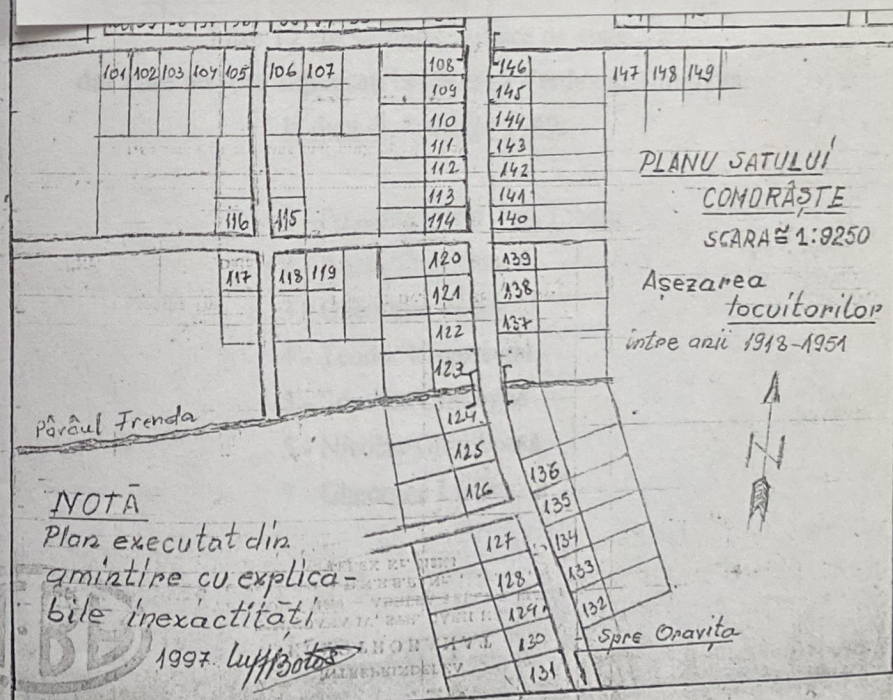 101 102 103 104 105 106 107 108 146 147 148 149
109 145
110 144
111 143
112 142
113 141
116 115 114 140
117 118 119 120 139
121 138
122 137
123
PLANU SATULUI
COMORÂȘTE
SCARA ≅ 1:9250
Așezarea
locuitorilor
între anii 1918-1951
N
Pârâul Frenda
124
125
126 136
135
127 134
128 133
129 132
130
131
Spre Oravița
NOTĂ
Plan executat din
amintire cu explica-
bile inexactități
1997.